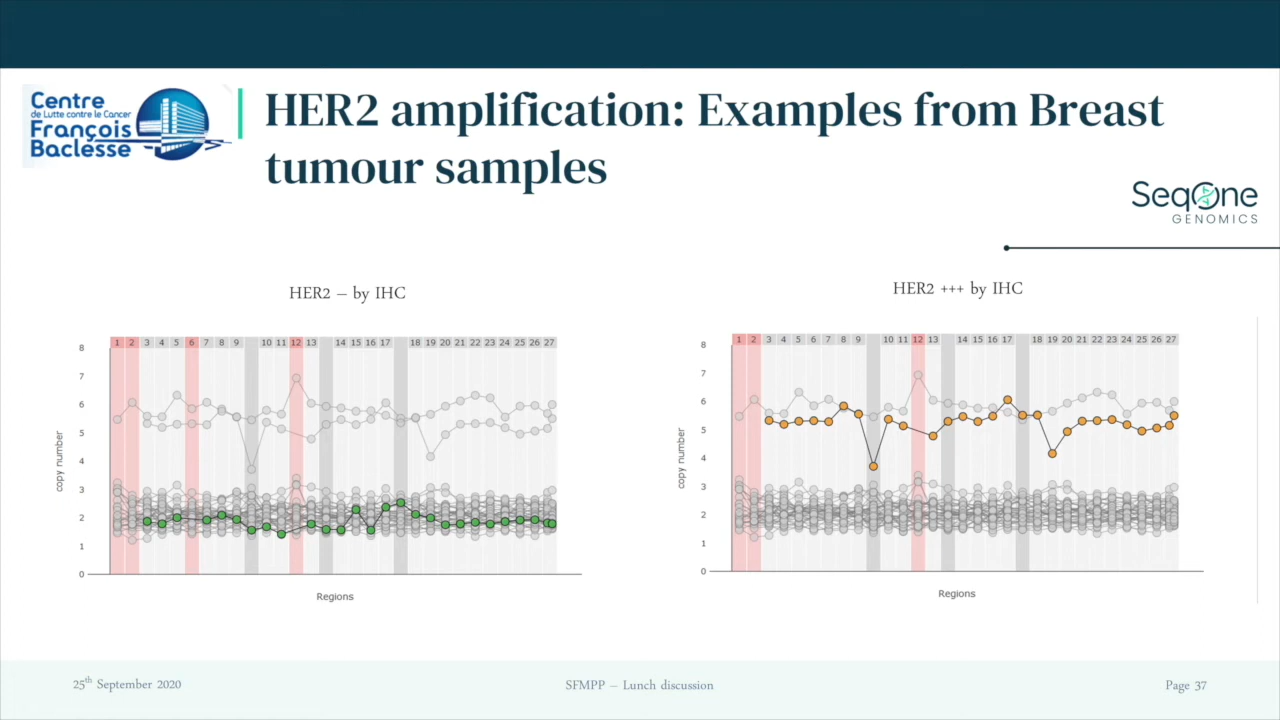 Centre
de Lutte contre le Cancer
François
Baclesse
HER2 amplification: Examples from Breast
tumour samples
SeqOne
GENOMICS
HER2 – by IHC
1 2 3 4 5 6 7 8 9 10 11 12 13 14 15 16 17 18 19 20 21 22 23 24 25 26 27
8
7
6
5
4
3
2
1
0
copy number
Regions
HER2 +++ by IHC
1 2 3 4 5 6 7 8 9 10 11 12 13 14 15 16 17 18 19 20 21 22 23 24 25 26 27
8
7
6
5
4
3
2
1
0
copy number
Regions
25th September 2020
SFMPP – Lunch discussion
Page 37